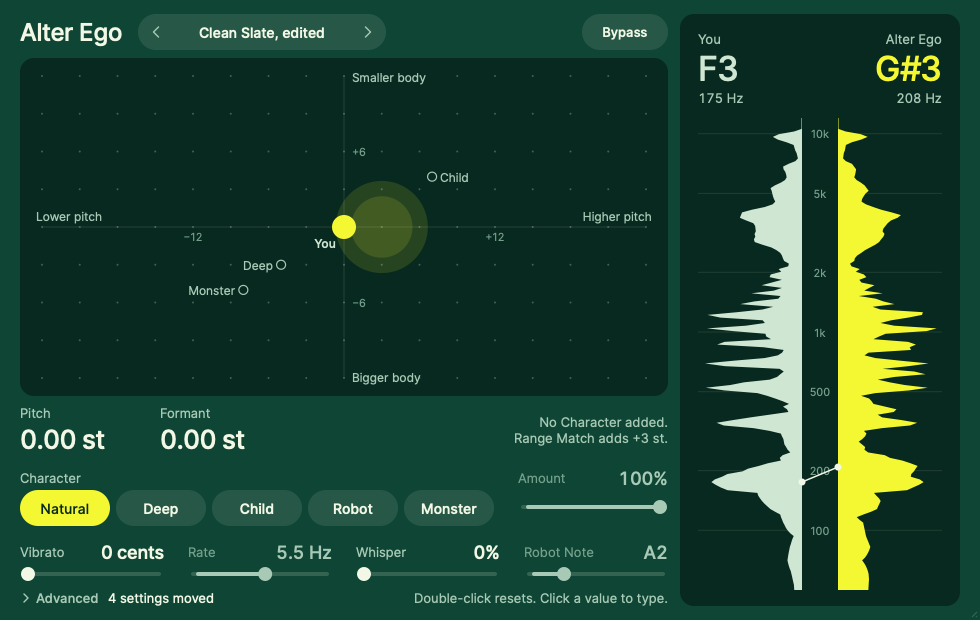 Alter Ego
Clean Slate, edited
Bypass
Smaller body
+6
Child
Lower pitch
Higher pitch
−12
+12
You
Deep
Monster
−6
Bigger body
Pitch
0.00 st
Formant
0.00 st
No Character added.
Range Match adds +3 st.
Character
Amount 100%
Natural
Deep
Child
Robot
Monster
Vibrato 0 cents
Rate 5.5 Hz
Whisper 0%
Robot Note A2
Advanced 4 settings moved
Double-click resets. Click a value to type.
You
F3
175 Hz
Alter Ego
G#3
208 Hz
10k
5k
2k
1k
500
200
100